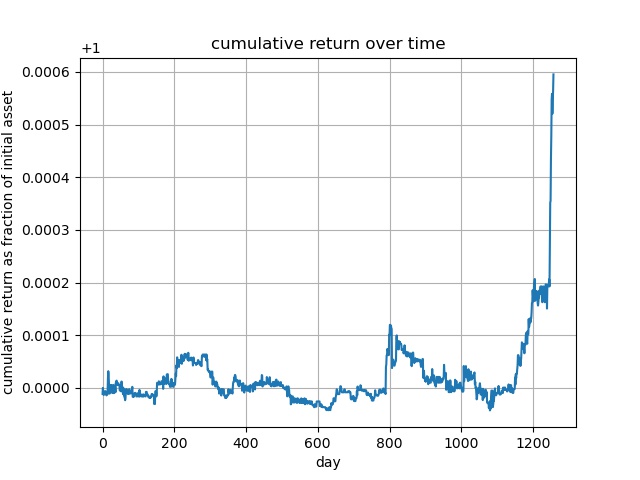 cumulative return over time
+1
cumulative return as fraction of initial asset
0.0006
0.0005
0.0004
0.0003
0.0002
0.0001
0.0000
0 200 400 600 800 1000 1200
day